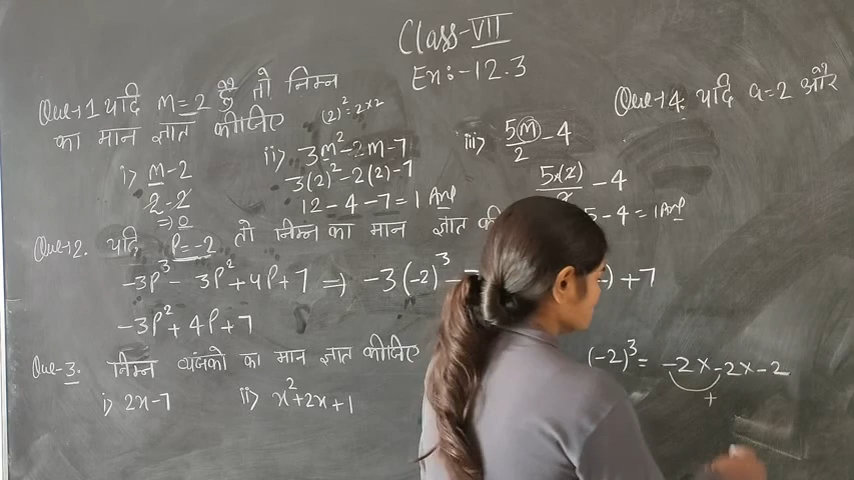 Class-VII
Ex:-12.3
Que-1 यदि m=2 है तो निम्न
का मान ज्ञात कीजिए
i> m-2
2-2
=>0
(2)²=2×2
ii> 3m²-2m-7
3(2)²-2(2)-7
12-4-7=1 Ans
iii> 5m/2 -4
5×(2)/2 -4
5-4=1Ans
Que-2. यदि P=-2 तो निम्न का मान ज्ञात की
-3P³-3P²+4P+7 => -3(-2)³ - ) +7
-3P²+4P+7
(-2)³= -2×-2×-2
+
Que-3. निम्न व्यंजको का मान ज्ञात कीजिए
i> 2x-7
ii> x²+2x+1
Que-4. यदि a=2 और